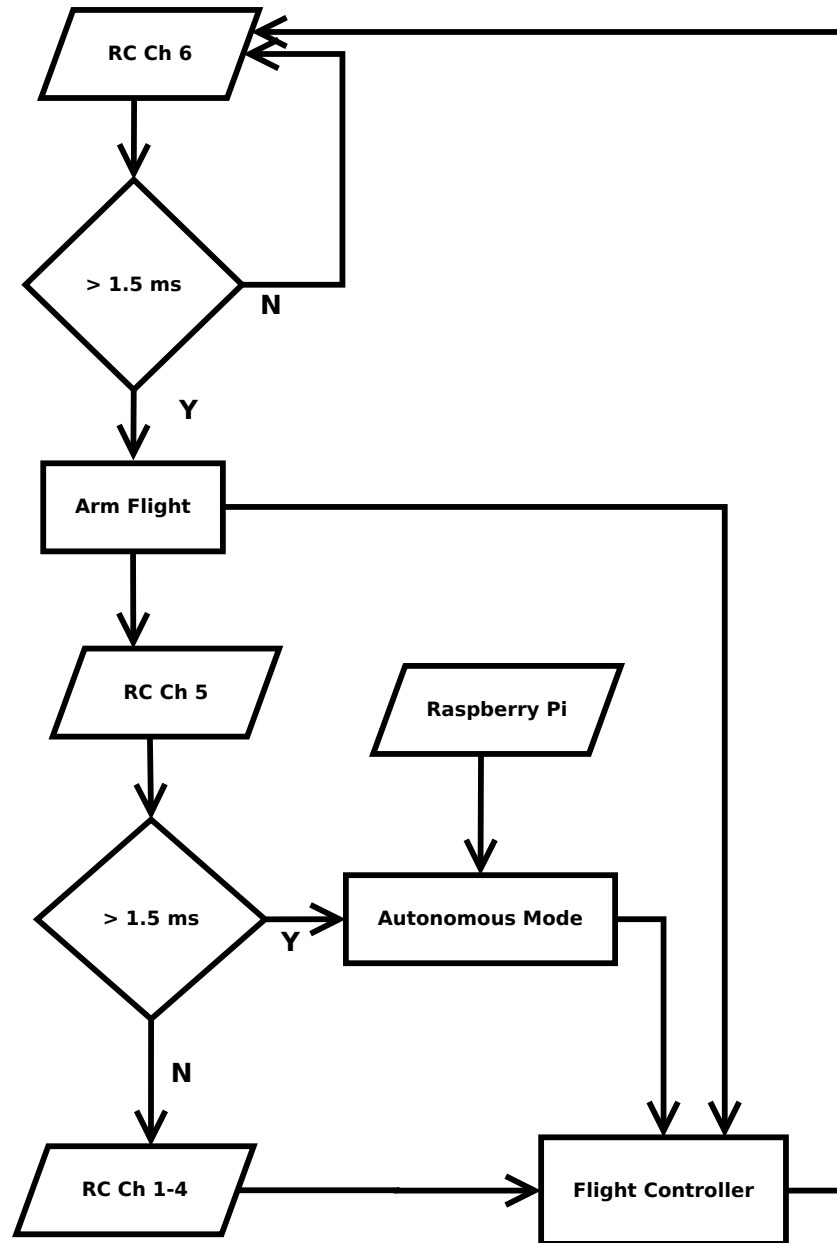 RC Ch 6
> 1.5 ms
N
Y
Arm Flight
RC Ch 5
Raspberry Pi
> 1.5 ms
Autonomous Mode
Y
N
RC Ch 1-4
Flight Controller